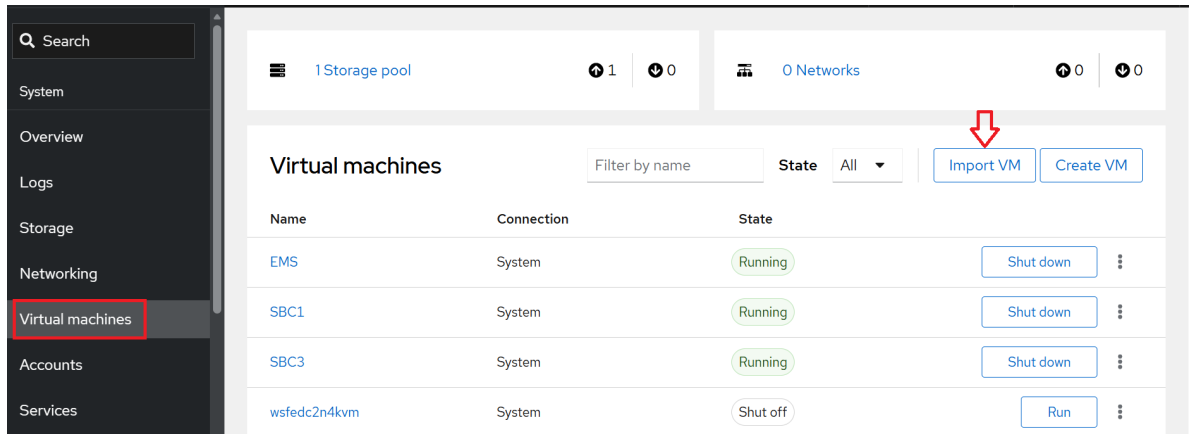 Search
System
Overview
Logs
Storage
Networking
Virtual machines
Accounts
Services
1 Storage pool 1 0
0 Networks 0 0
Virtual machines Filter by name State All Import VM Create VM
Name Connection State
EMS System Running Shut down
SBC1 System Running Shut down
SBC3 System Running Shut down
wsfedc2n4kvm System Shut off Run